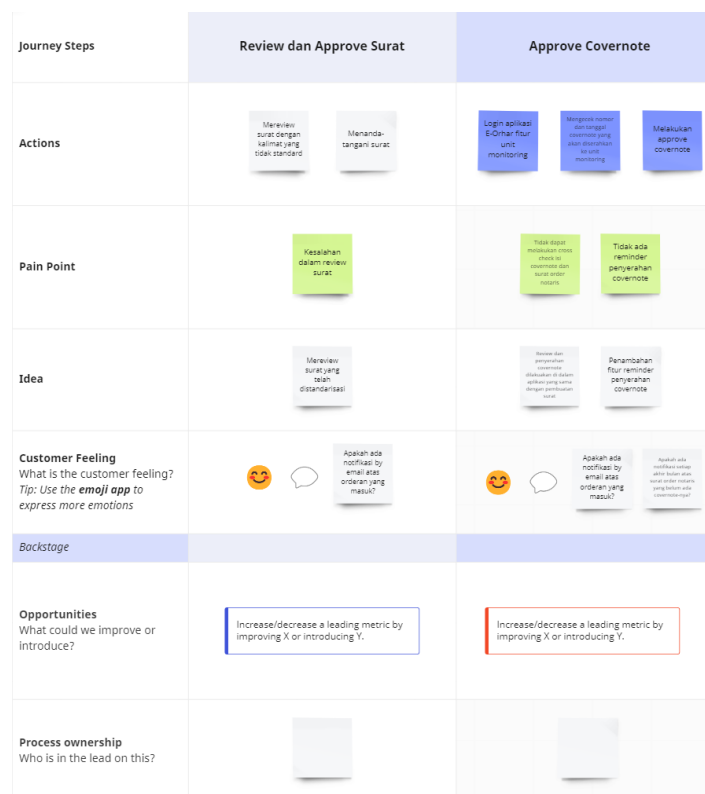 Journey Steps
Review dan Approve Surat
Approve Covernote
Actions
Mereview
surat dengan
kalimat yang
tidak standard
Menanda-
tangani surat
Login aplikasi
E-Orhar fitur
unit
monitoring
Mengecek nomor
dan tanggal
covernote yang
akan diserahkan
ke unit
monitoring
Melakukan
approve
covernote
Pain Point
Kesalahan
dalam review
surat
Tidak dapat
melakukan cross
check isi
covernote dan
surat order
notaris
Tidak ada
reminder
penyerahan
covernote
Idea
Mereview
surat yang
telah
distandarisasi
Review dan
penyerahan
covernote
dilakuakan di dalam
aplikasi yang sama
dengan pembuatan
surat
Penambahan
fitur reminder
penyerahan
covernote
Customer Feeling
What is the customer feeling?
Tip: Use the emoji app to
express more emotions
Apakah ada
notifikasi by
email atas
orderan yang
masuk?
Apakah ada
notifikasi by
email atas
orderan yang
masuk?
Apakah ada
notifikasi setiap
akhir bulan atas
surat order notaris
yang belom ada
covernote-nya?
Backstage
Opportunities
What could we improve or
introduce?
Increase/decrease a leading metric by
improving X or introducing Y.
Increase/decrease a leading metric by
improving X or introducing Y.
Process ownership
Who is in the lead on this?